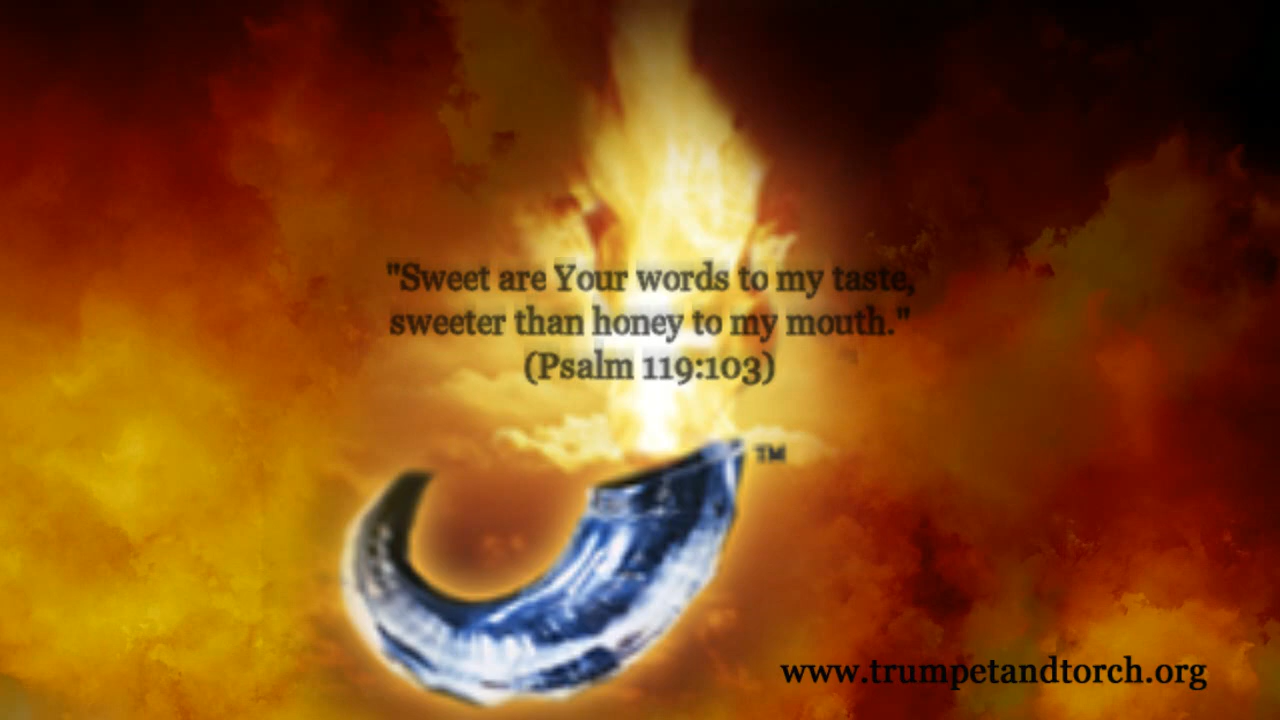 "Sweet are Your words to my taste,
sweeter than honey to my mouth."
(Psalm 119:103)
TM
www.trumpetandtorch.org